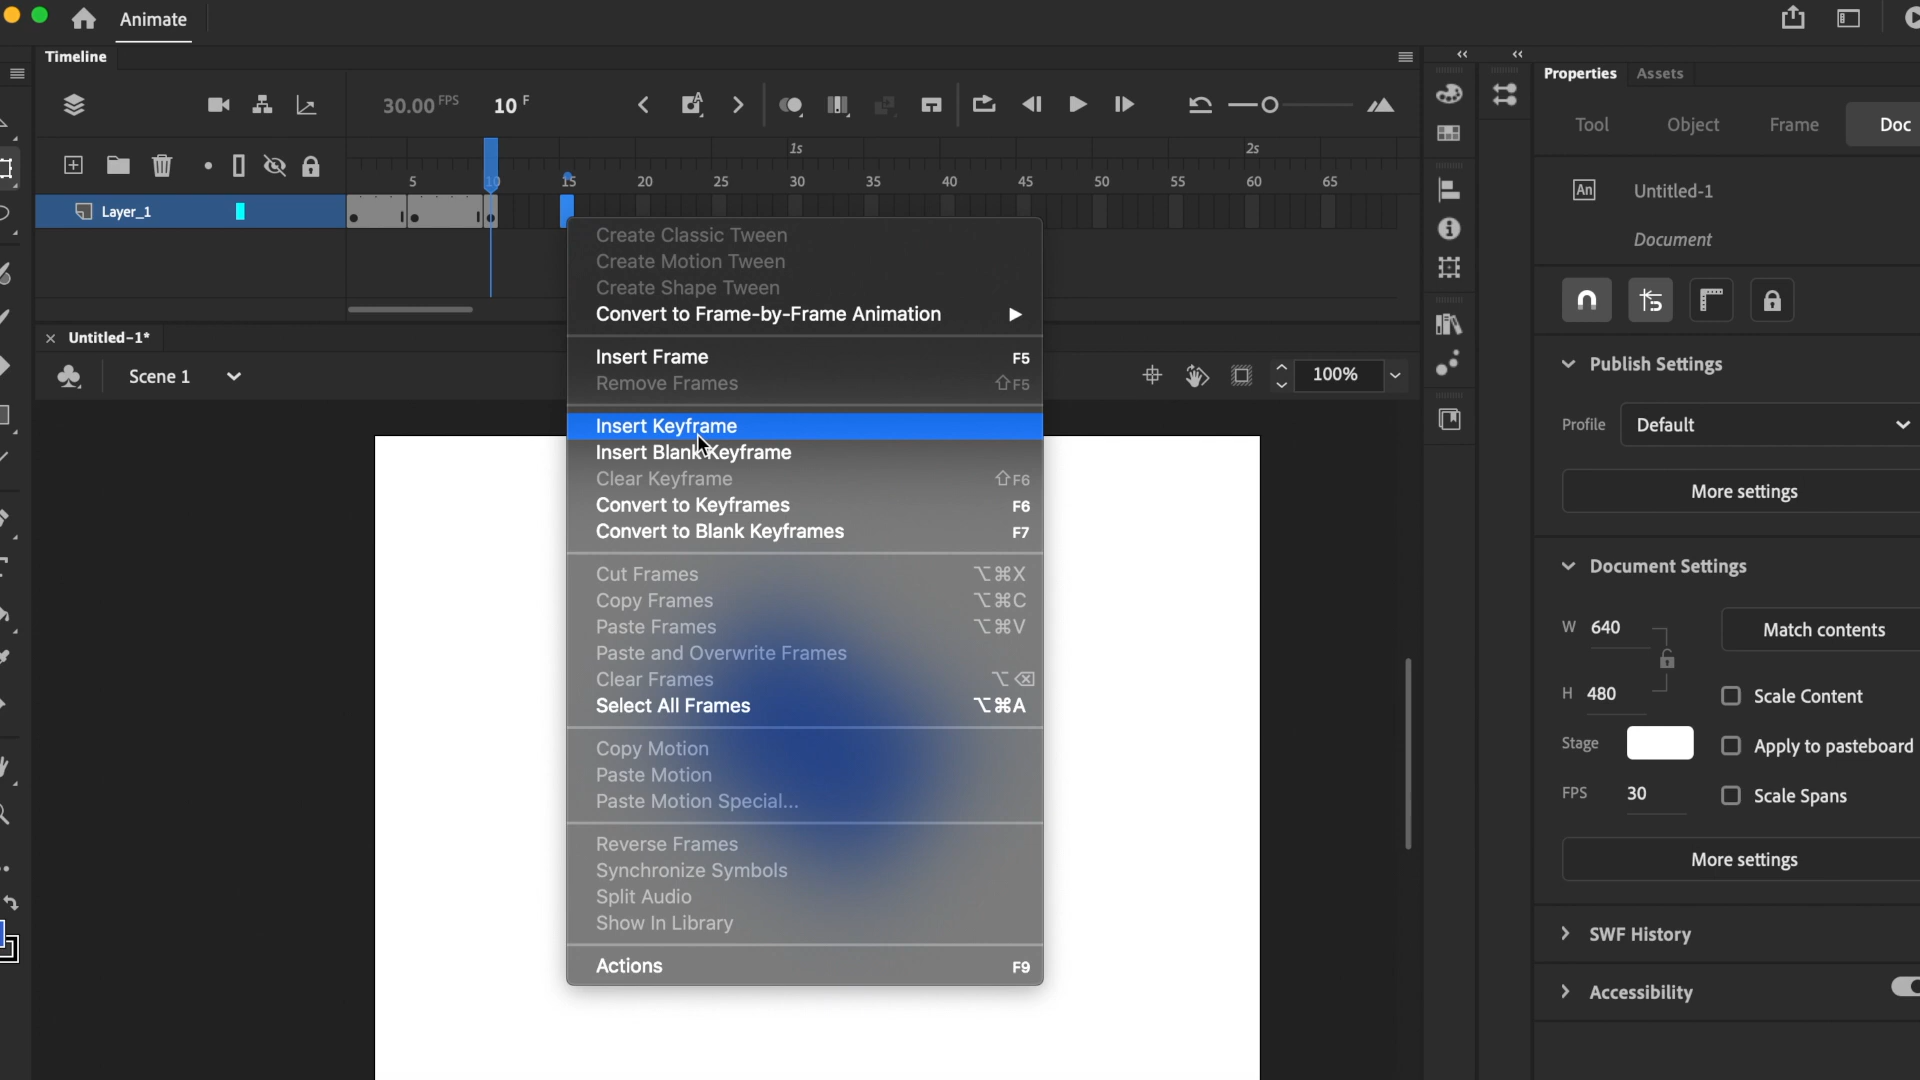 Animate
Timeline
30.00 FPS 10 F
1s 2s
5 10 15 20 25 30 35 40 45 50 55 60 65
Layer_1
Untitled-1*
Scene 1
100%
Create Classic Tween
Create Motion Tween
Create Shape Tween
Convert to Frame-by-Frame Animation
Insert Frame F5
Remove Frames ⇧F5
Insert Keyframe
Insert Blank Keyframe
Clear Keyframe ⇧F6
Convert to Keyframes F6
Convert to Blank Keyframes F7
Cut Frames ⌥⌘X
Copy Frames ⌥⌘C
Paste Frames ⌥⌘V
Paste and Overwrite Frames
Clear Frames ⌥⌫
Select All Frames ⌥⌘A
Copy Motion
Paste Motion
Paste Motion Special...
Reverse Frames
Synchronize Symbols
Split Audio
Show In Library
Actions F9
Properties Assets
Tool Object Frame Doc
An Untitled-1
Document
Publish Settings
Profile Default
More settings
Document Settings
W 640 Match contents
H 480 Scale Content
Stage Apply to pasteboard
FPS 30 Scale Spans
More settings
SWF History
Accessibility